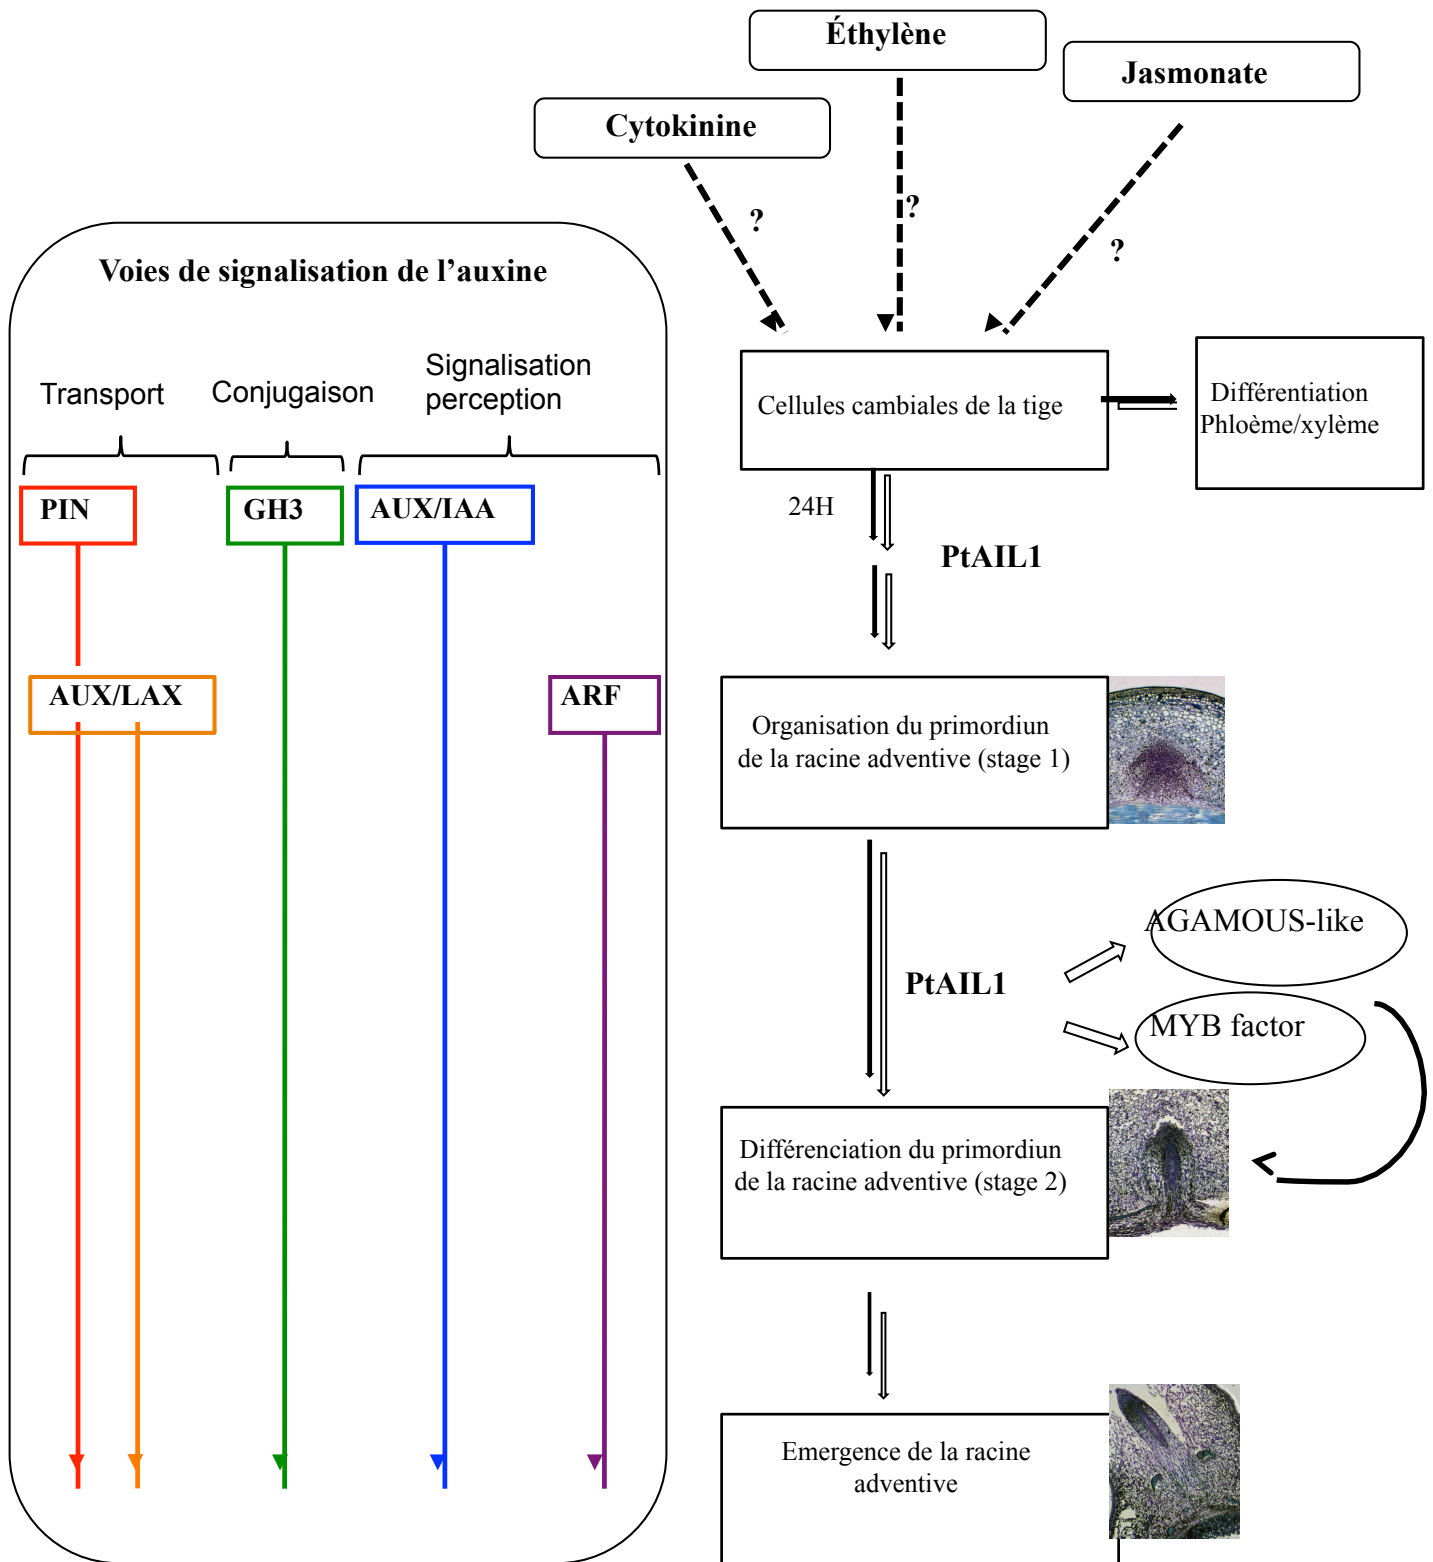 Éthylène
Jasmonate
Cytokinine
?
?
?
Voies de signalisation de l’auxine
Transport
Conjugaison
Signalisation
perception
PIN
GH3
AUX/IAA
AUX/LAX
ARF
Cellules cambiales de la tige
Différentiation
Phloème/xylème
24H
PtAIL1
Organisation du primordiun
de la racine adventive (stage 1)
PtAIL1
AGAMOUS-like
MYB factor
Différenciation du primordiun
de la racine adventive (stage 2)
Emergence de la racine
adventive